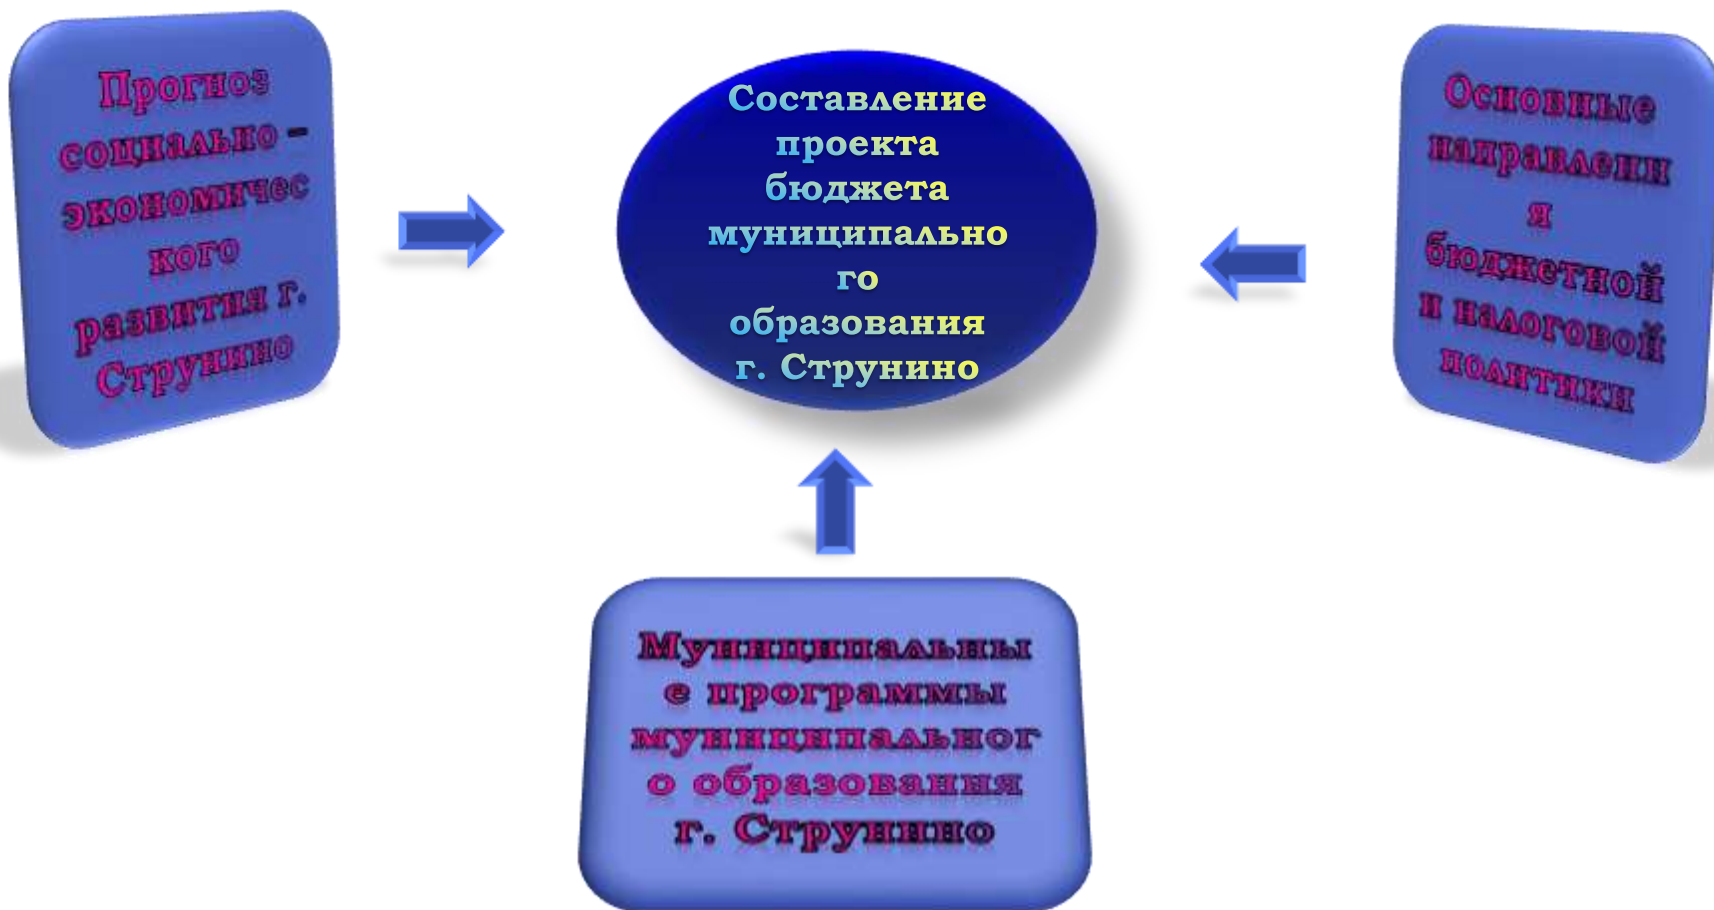 Прогноз
социально –
экономичес
кого
развития г.
Струнино
Составление
проекта
бюджета
муниципально
го
образования
г. Струнино
Основные
направлени
я
бюджетной
и налоговой
политики
Муниципальны
е программы
муниципальног
о образования
г. Струнино